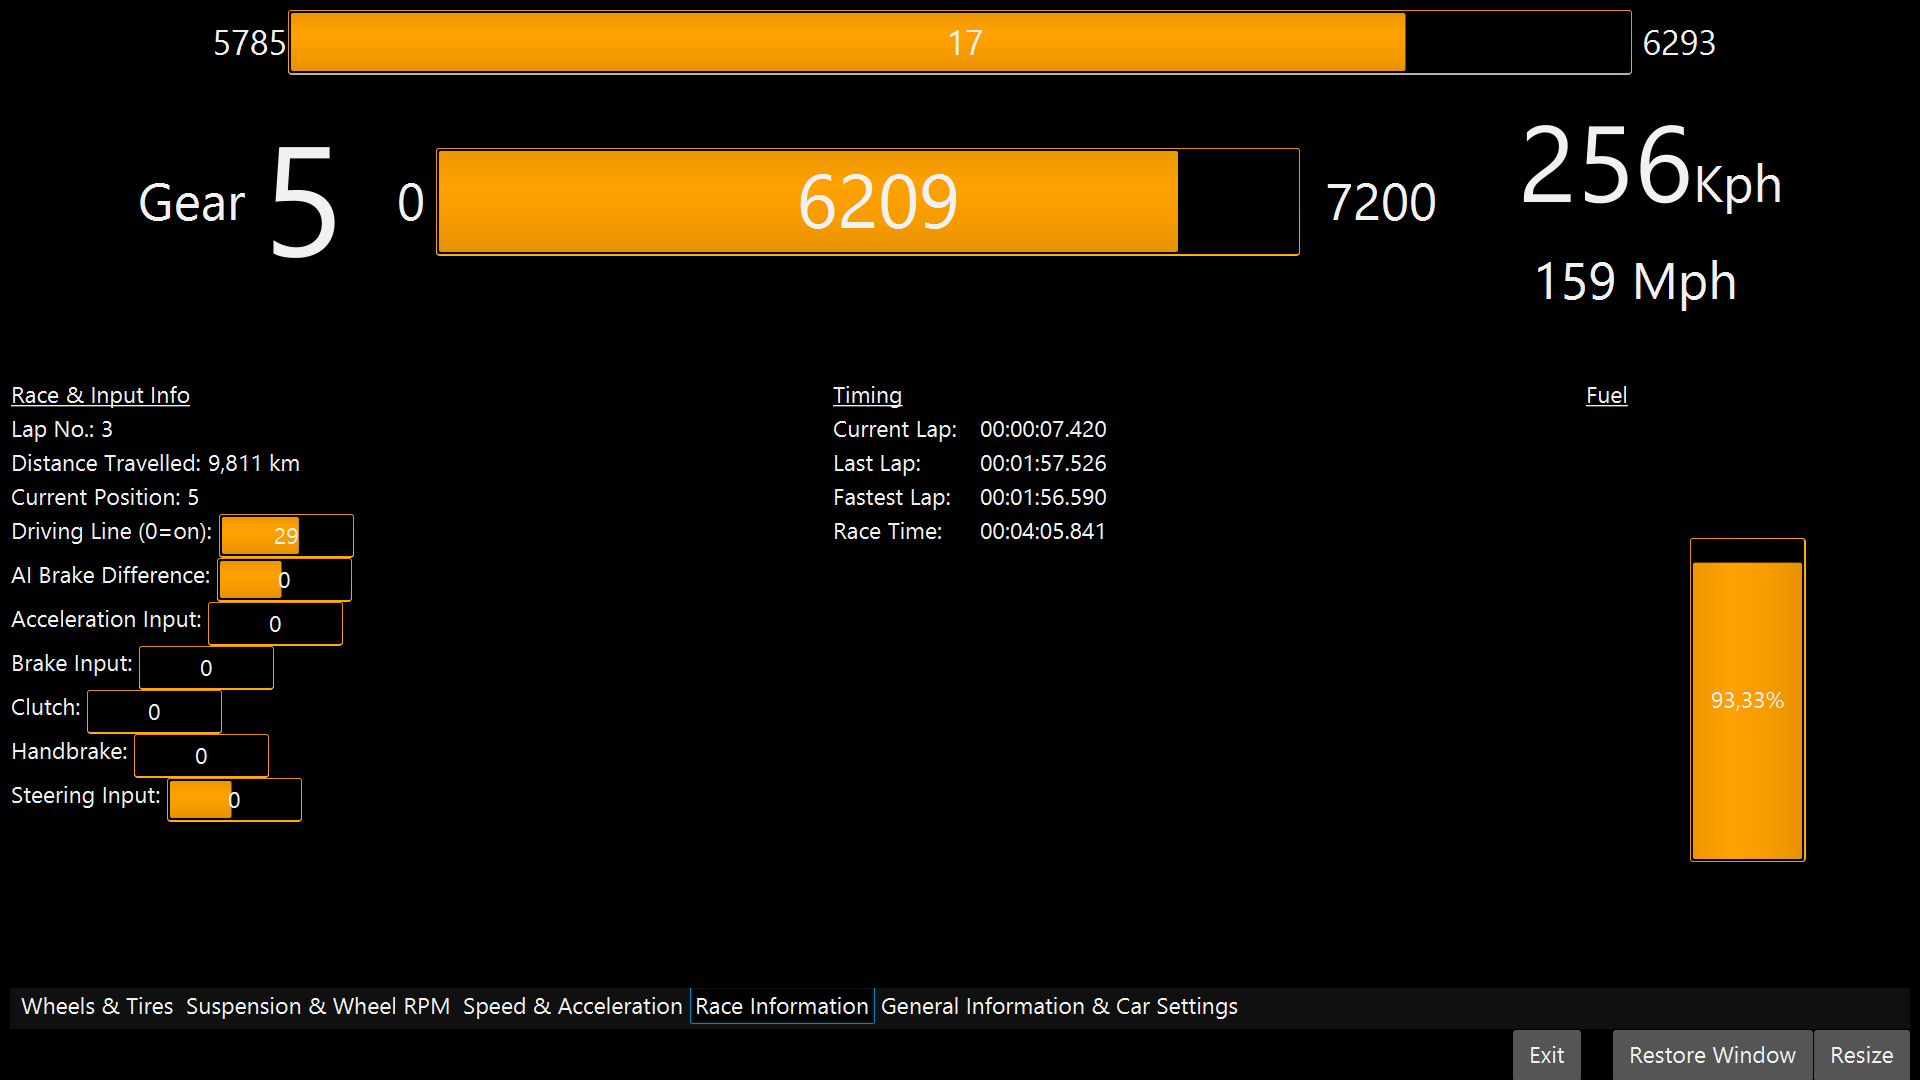 5785 17 6293
Gear 5 0 6209 7200 256 Kph
159 Mph
Race & Input Info
Lap No.: 3
Distance Travelled: 9,811 km
Current Position: 5
Driving Line (0=on): 29
AI Brake Difference: 0
Acceleration Input: 0
Brake Input: 0
Clutch: 0
Handbrake: 0
Steering Input: 0
Timing
Current Lap: 00:00:07.420
Last Lap: 00:01:57.526
Fastest Lap: 00:01:56.590
Race Time: 00:04:05.841
Fuel
93,33%
Wheels & Tires Suspension & Wheel RPM Speed & Acceleration Race Information General Information & Car Settings
Exit Restore Window Resize